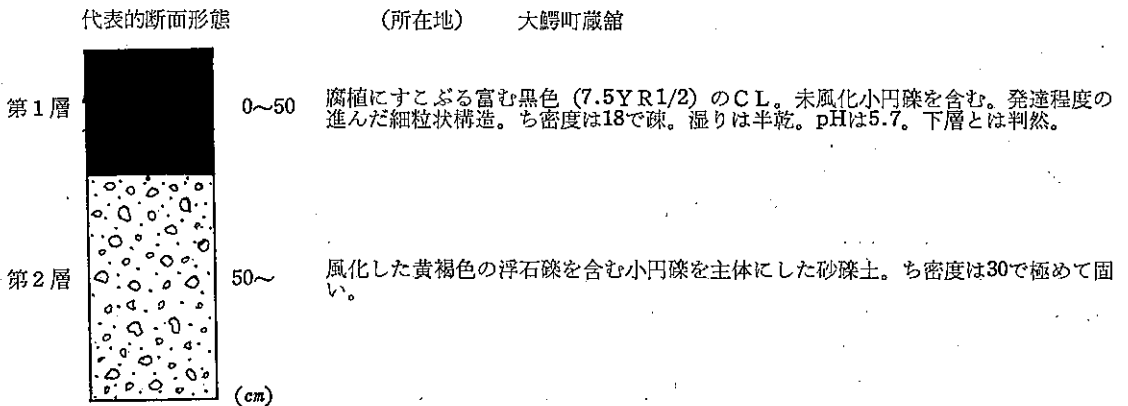 代表的断面形態 (所在地) 大鰐町蔵舘
第1層 0〜50 腐植にすこぶる富む黒色 (7.5YR1/2) のCL。未風化小円礫を含む。発達程度の
進んだ細粒状構造。ち密度は18で疎。湿りは半乾。pHは5.7。下層とは判然。
第2層 50〜 風化した黄褐色の浮石礫を含む小円礫を主体にした砂礫土。ち密度は30で極めて固
い。
(cm)